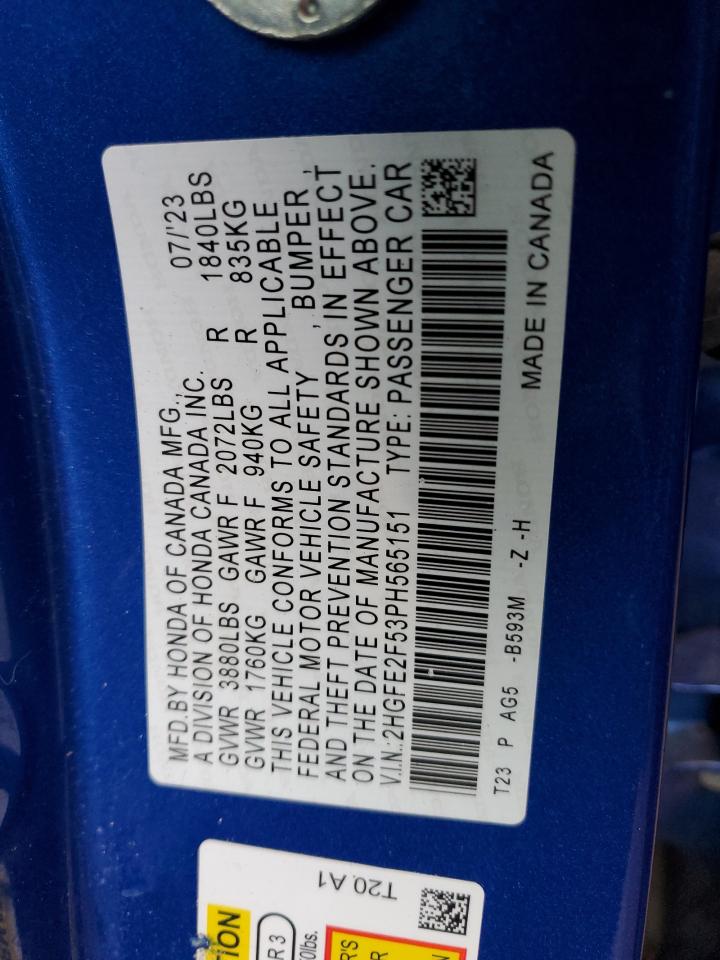 MFD.BY HONDA OF CANADA MFG., 07/'23
A DIVISION OF HONDA CANADA INC.
GVWR 3880LBS GAWR F 2072LBS R 1840LBS
GVWR 1760KG GAWR F 940KG R 835KG
THIS VEHICLE CONFORMS TO ALL APPLICABLE
FEDERAL MOTOR VEHICLE SAFETY , BUMPER ,
AND THEFT PREVENTION STANDARDS IN EFFECT
ON THE DATE OF MANUFACTURE SHOWN ABOVE.
V.I.N.:2HGFE2F53PH565151 TYPE: PASSENGER CAR
T23 P AG5 -B593M -Z -H MADE IN CANADA
T20 A1